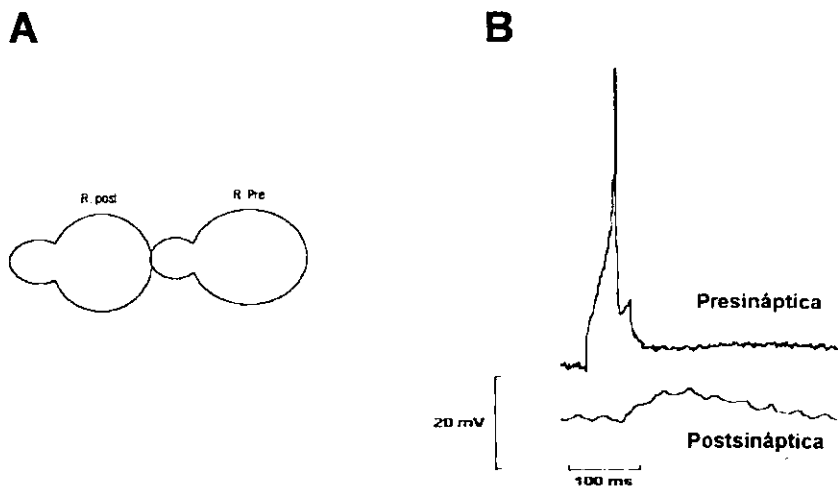 A
B
R. post
R Pre
Presináptica
20 mV
Postsináptica
100 ms